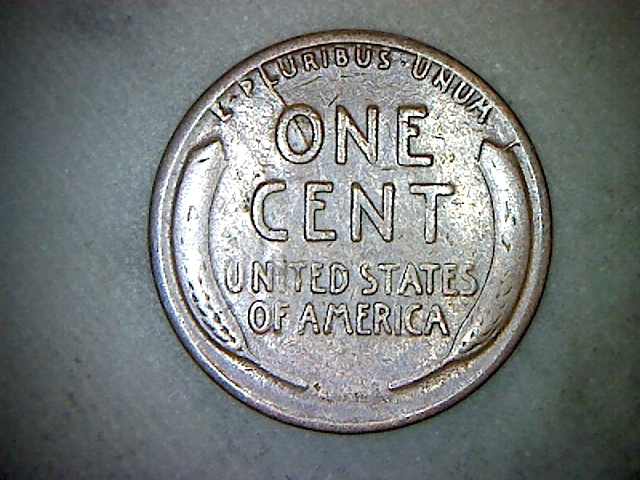 E·PLURIBUS·UNUM
ONE
CENT
UNITED STATES
OF AMERICA